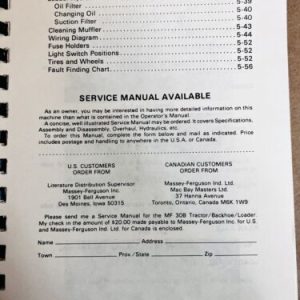 Oil Filter 5-39
Changing Oil 5-40
Suction Filter 5-40
Cleaning Muffler 5-43
Wiring Diagram 5-44
Fuse Holders 5-52
Light Switch Positions 5-52
Tires and Wheels 5-52
Fault Finding Chart 5-56
SERVICE MANUAL AVAILABLE
As an owner, you may be interested in having more detailed information on this
machine than what is contained in the Operator's Manual.
A concise, well illustrated Service Manual may be ordered. It covers Specifications,
Assembly and Disassembly, Overhaul, Hydraulics, etc.
To order this Manual, complete the form below and mail as indicated. Price
includes postage and handling to anywhere in U.S.A. or Canada.
U.S. CUSTOMERS
ORDER FROM
Literature Distribution Supervisor
Massey-Ferguson Inc.
1901 Bell Avenue
Des Moines, Iowa 50315
CANADIAN CUSTOMERS
ORDER FROM
Massey-Ferguson Ind. Ltd.
Mac Bay Masters Ltd.
37 Hanna Avenue
Toronto, Ontario, Canada M6K 1W9
Please send me a Service Manual for the MF 30B Tractor/Backhoe/Loader.
My check in the amount of $20.00 made payable to Massey-Ferguson Inc. for U.S.
and Massey-Ferguson Ind. Ltd. for Canada is enclosed.
Name Address
Town Prov./State Zip